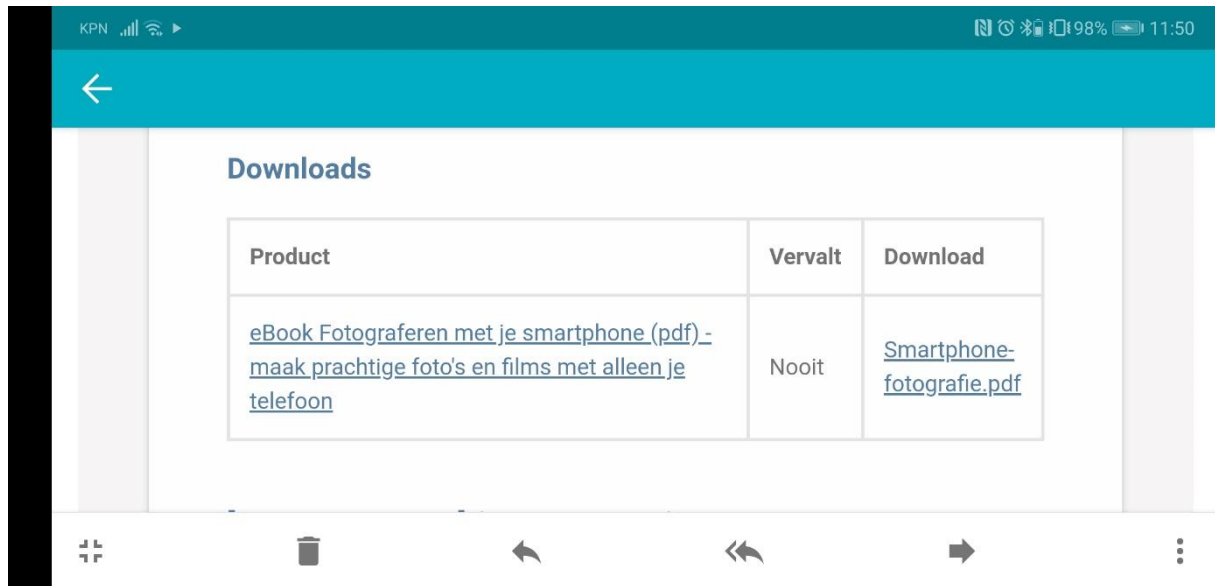 KPN 98% 11:50
Downloads
Product Vervalt Download
eBook Fotograferen met je smartphone (pdf) -
maak prachtige foto's en films met alleen je
telefoon
Nooit
Smartphone-
fotografie.pdf